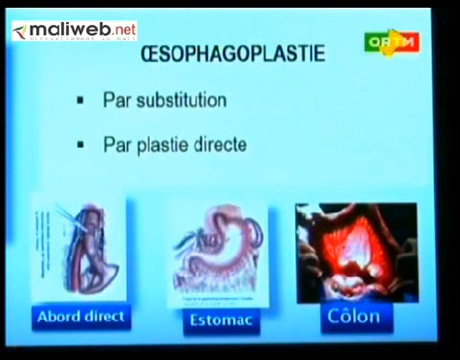 maliweb.net
ORTM
ŒSOPHAGOPLASTIE
▪ Par substitution
▪ Par plastie directe
Abord direct
Estomac
Côlon